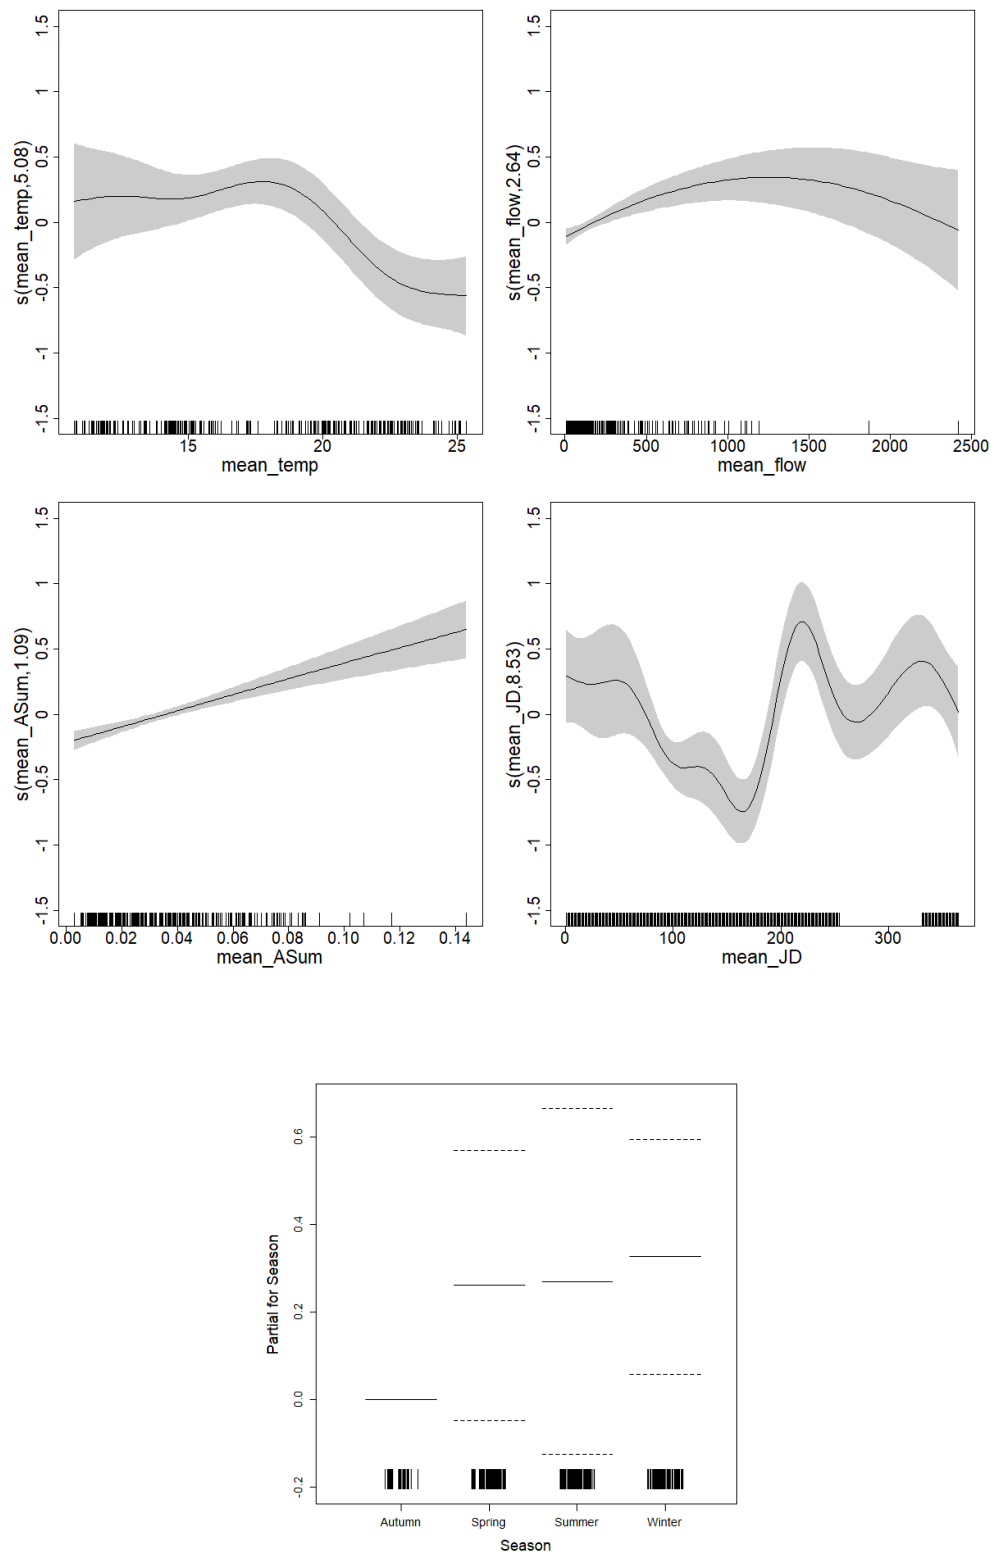 1.5
1
0.5
0
-0.5
-1
-1.5
s(mean_temp,5.08)
15 20 25
mean_temp
1.5
1
0.5
0
-0.5
-1
-1.5
s(mean_flow,2.64)
0 500 1000 1500 2000 2500
mean_flow
1.5
1
0.5
0
-0.5
-1
-1.5
s(mean_ASum,1.09)
0.00 0.02 0.04 0.06 0.08 0.10 0.12 0.14
mean_ASum
1.5
1
0.5
0
-0.5
-1
-1.5
s(mean_JD,8.53)
0 100 200 300
mean_JD
0.6
0.4
0.2
0.0
-0.2
Partial for Season
Autumn Spring Summer Winter
Season